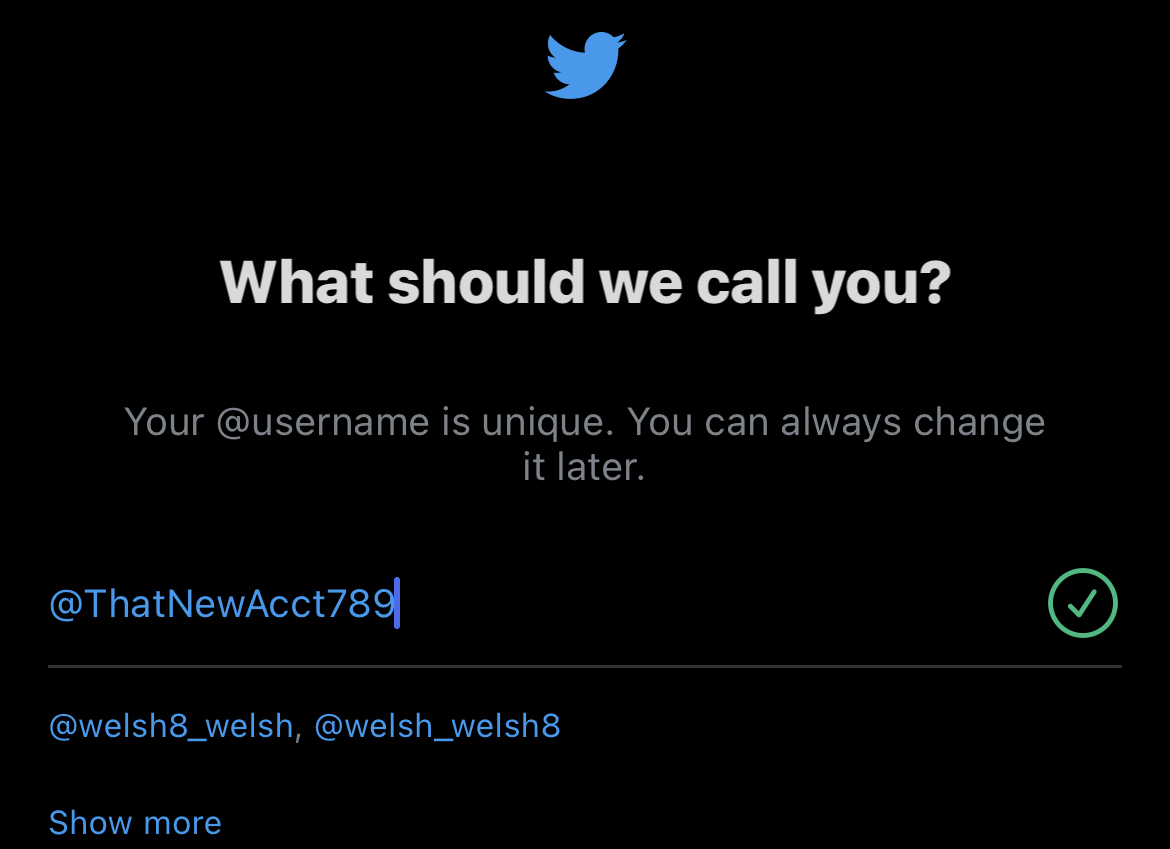 What should we call you?
Your @username is unique. You can always change
it later.
@ThatNewAcct789
@welsh8_welsh, @welsh_welsh8
Show more